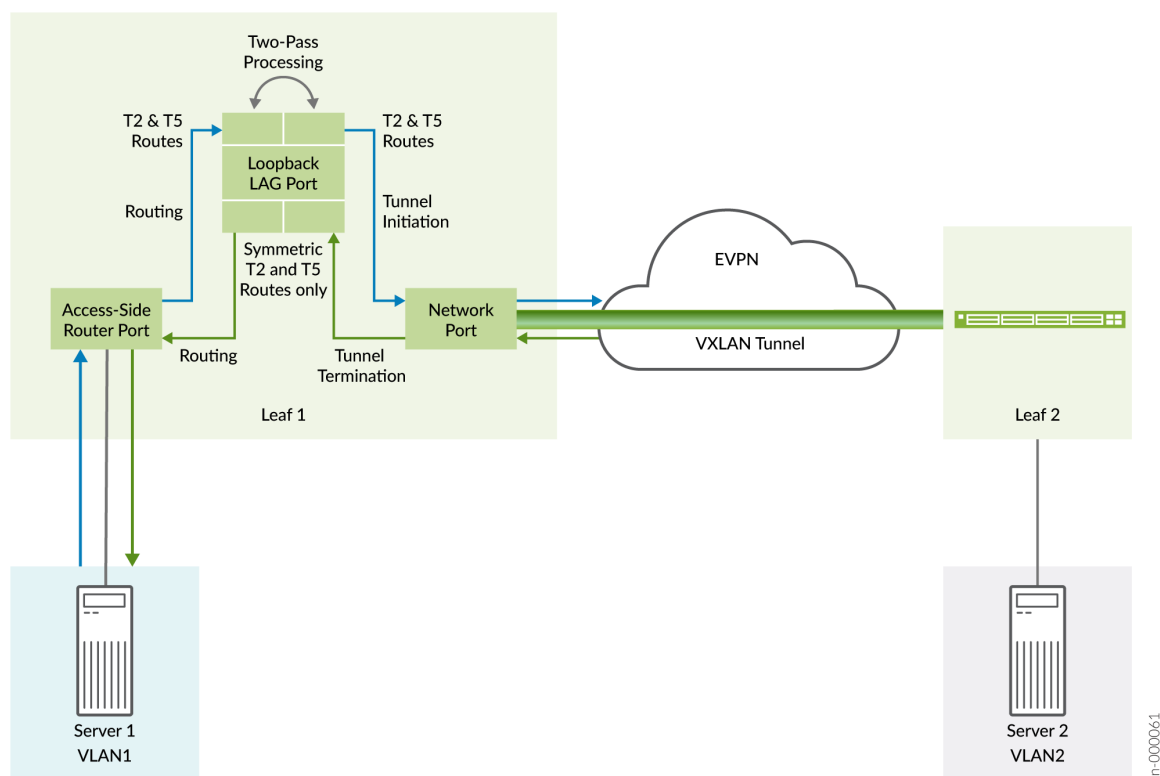 Two-Pass
Processing
T2 & T5
Routes
T2 & T5
Routes
Loopback
LAG Port
Routing
Tunnel
Initiation
Symmetric
T2 and T5
Routes only
Access-Side
Router Port
Network
Port
Routing
Tunnel
Termination
Leaf 1
EVPN
VXLAN Tunnel
Leaf 2
Server 1
VLAN1
Server 2
VLAN2
n-000061